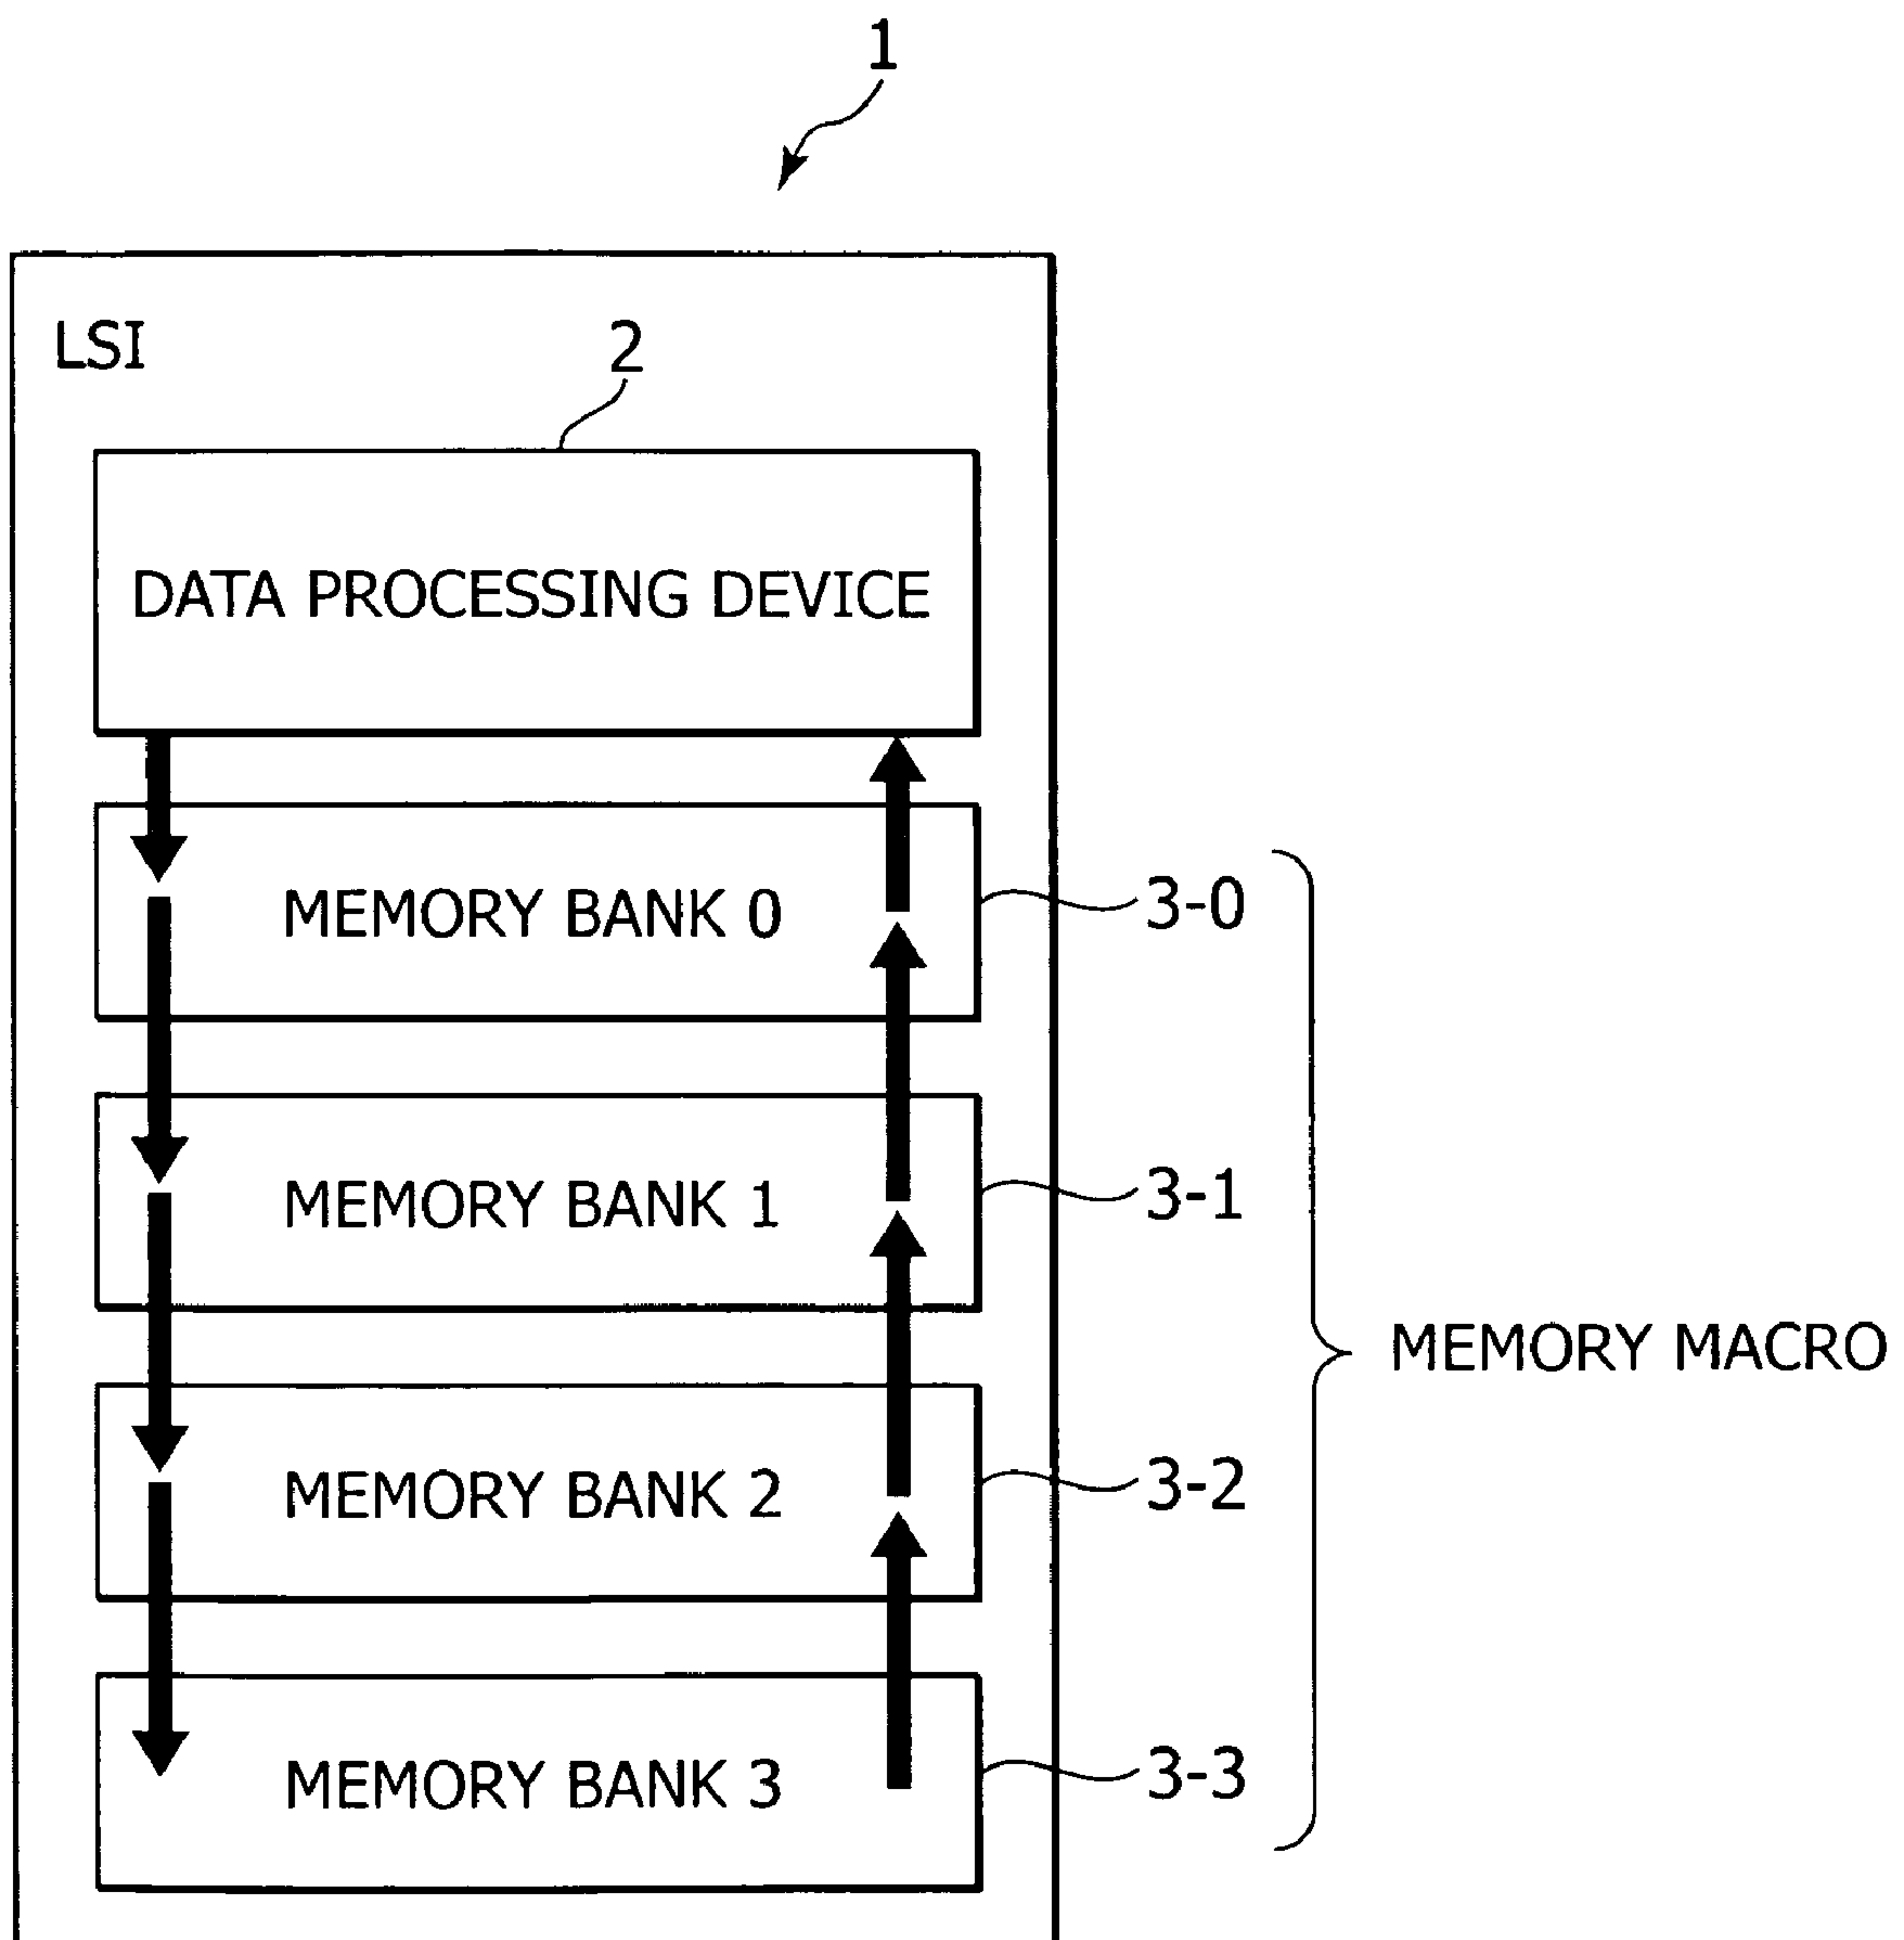 1
LSI
2
DATA PROCESSING DEVICE
MEMORY BANK 0
3-0
MEMORY BANK 1
3-1
MEMORY MACRO
MEMORY BANK 2
3-2
MEMORY BANK 3
3-3